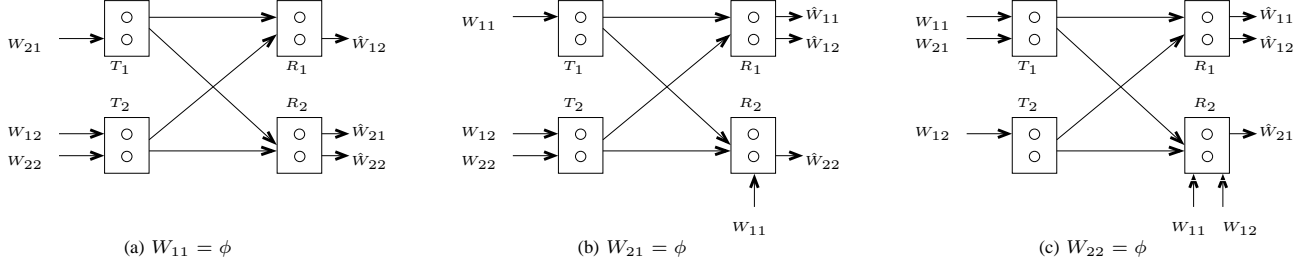 W₂₁
T₁
R₁
Ŵ₁₂
T₂
R₂
W₁₂
W₂₂
Ŵ₂₁
Ŵ₂₂
(a) W₁₁ = ϕ
W₁₁
T₁
R₁
Ŵ₁₁
Ŵ₁₂
T₂
R₂
W₁₂
W₂₂
Ŵ₂₂
W₁₁
(b) W₂₁ = ϕ
W₁₁
W₂₁
T₁
R₁
Ŵ₁₁
Ŵ₁₂
T₂
R₂
W₁₂
Ŵ₂₁
W₁₁ W₁₂
(c) W₂₂ = ϕ